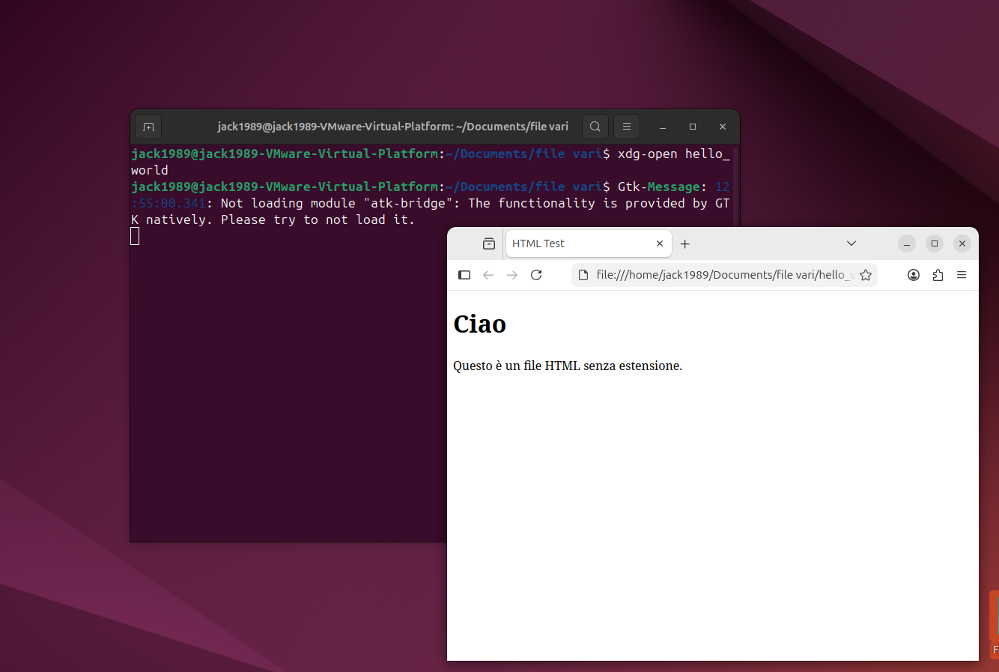 jack1989@jack1989-VMware-Virtual-Platform: ~/Documents/file vari
jack1989@jack1989-VMware-Virtual-Platform:~/Documents/file vari$ xdg-open hello_
world
jack1989@jack1989-VMware-Virtual-Platform:~/Documents/file vari$ Gtk-Message: 12
:55:00.341: Not loading module "atk-bridge": The functionality is provided by GT
K natively. Please try to not load it.
HTML Test
file:///home/jack1989/Documents/file vari/hello_
Ciao
Questo è un file HTML senza estensione.
F